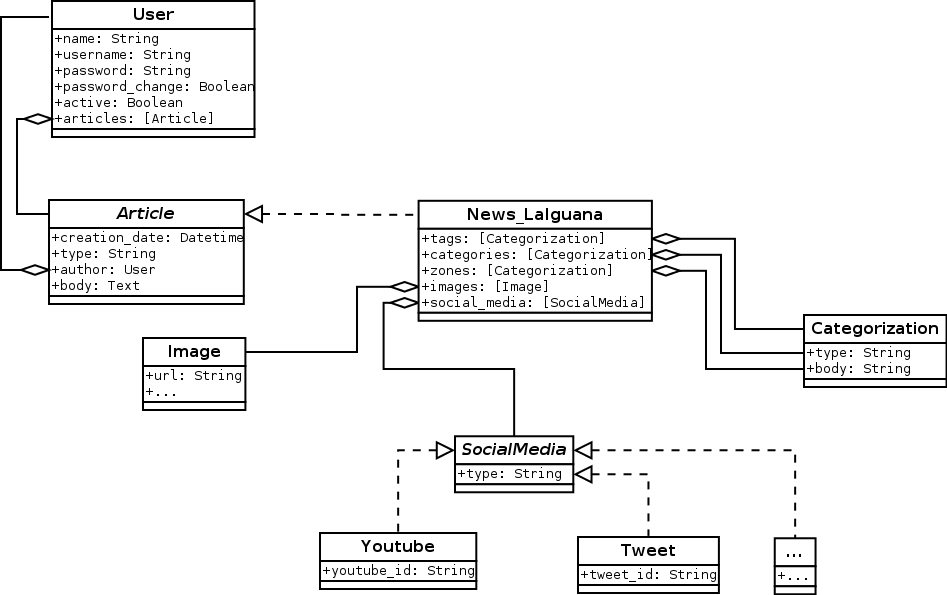 User
+name: String
+username: String
+password: String
+password_change: Boolean
+active: Boolean
+articles: [Article]
Article
+creation_date: Datetime
+type: String
+author: User
+body: Text
News_LaIguana
+tags: [Categorization]
+categories: [Categorization]
+zones: [Categorization]
+images: [Image]
+social_media: [SocialMedia]
Categorization
+type: String
+body: String
Image
+url: String
+...
SocialMedia
+type: String
Youtube
+youtube_id: String
Tweet
+tweet_id: String
...
+...